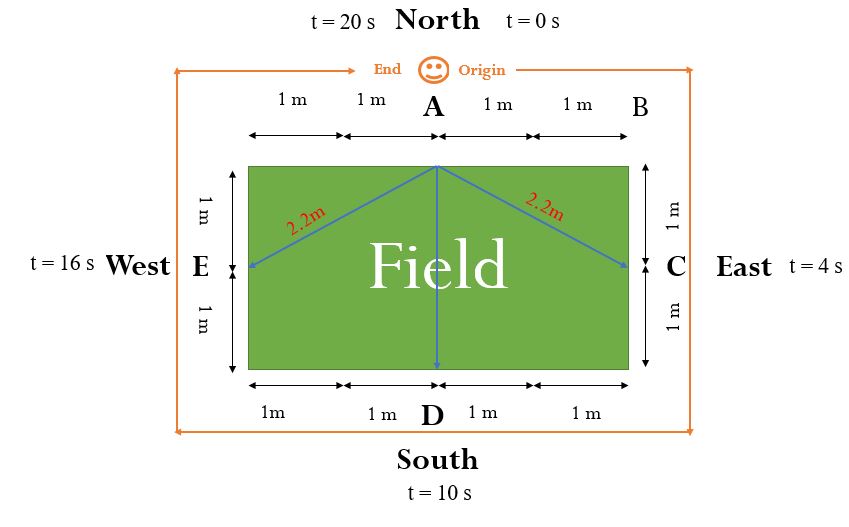 t = 20 s North t = 0 s
End Origin
1 m 1 m A 1 m 1 m B
1 m 2.2m 2.2m 1 m
t = 16 s West E Field C East t = 4 s
1 m 1 m
1m 1 m D 1 m 1 m
South
t = 10 s